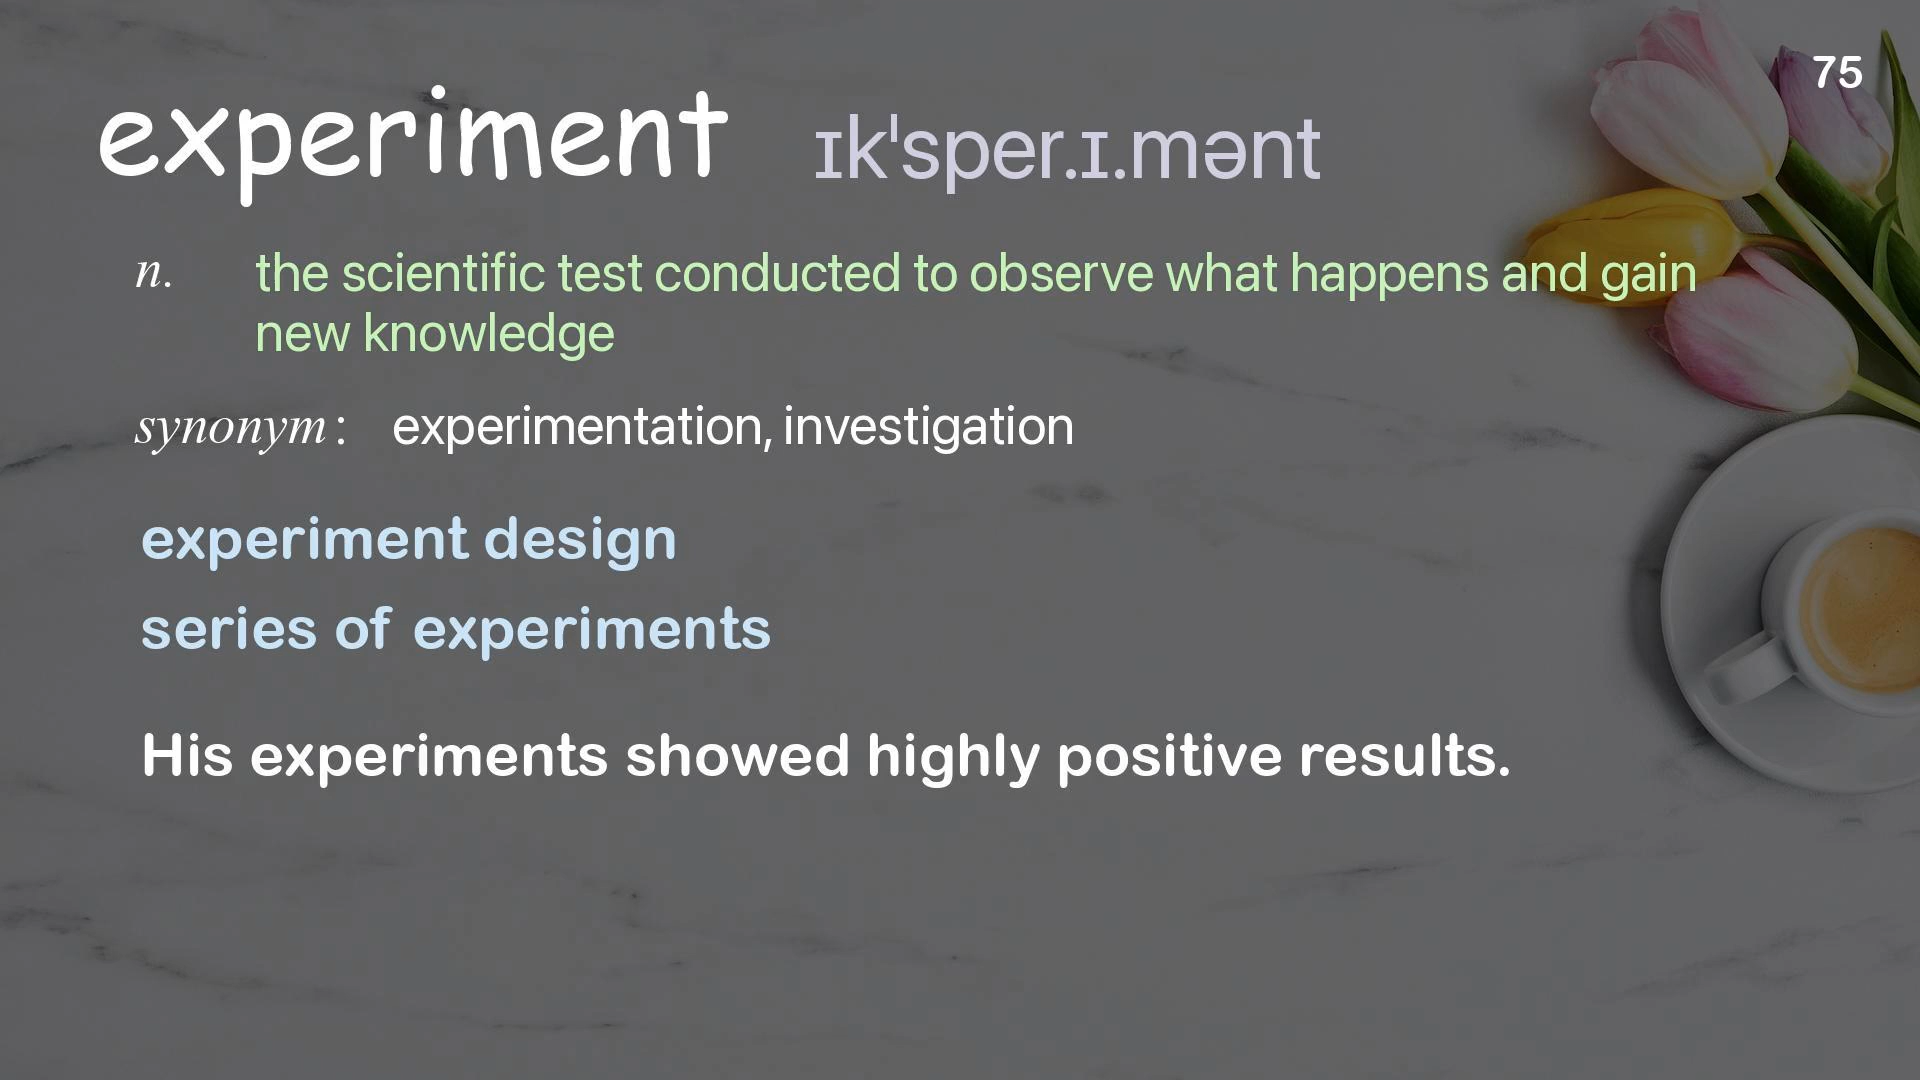 75
experiment ɪkˈsper.ɪ.mənt
n. the scientific test conducted to observe what happens and gain
new knowledge
synonym : experimentation, investigation
experiment design
series of experiments
His experiments showed highly positive results.